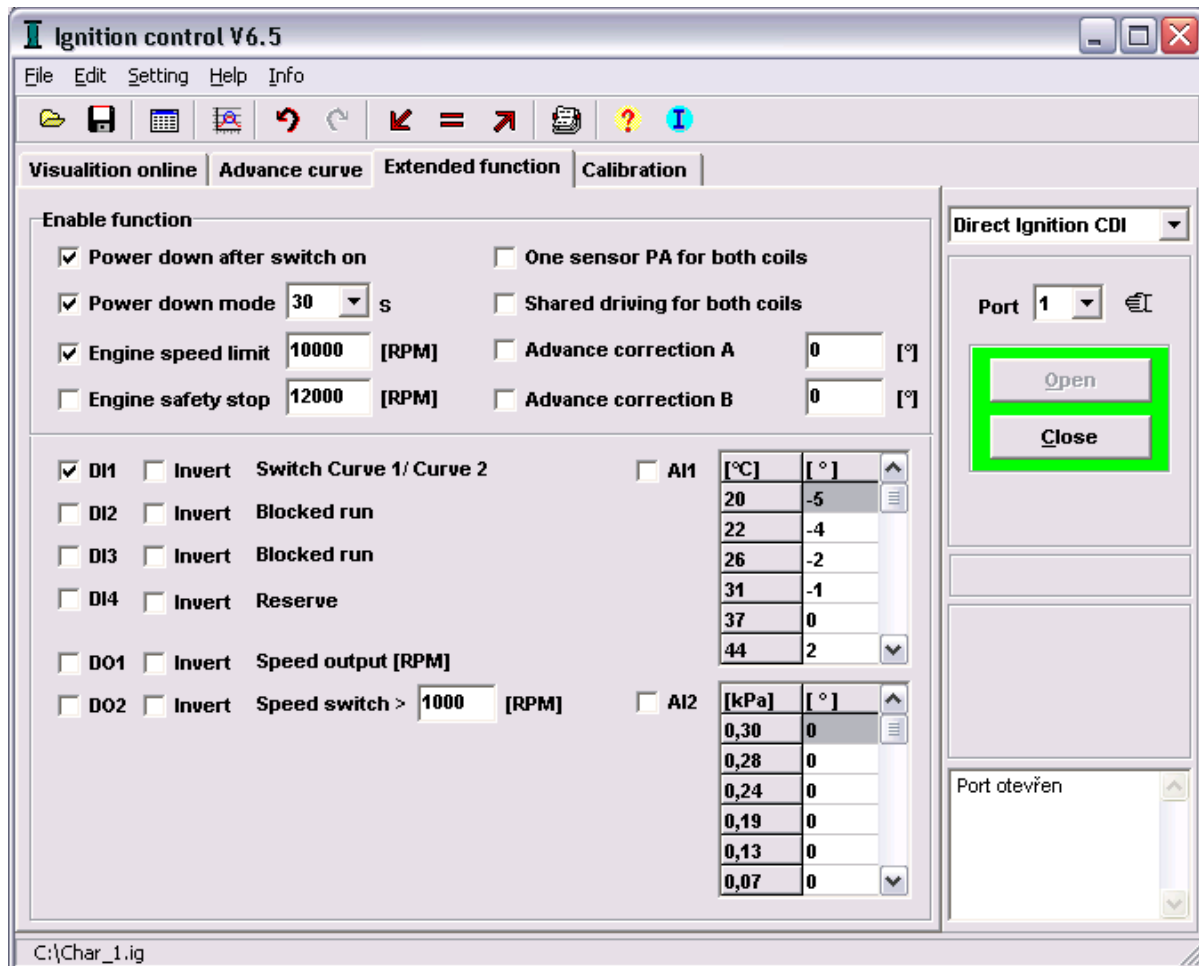 Ignition control V6.5
File Edit Setting Help Info
Visualition online Advance curve Extended function Calibration
Enable function
Power down after switch on
One sensor PA for both coils
Power down mode 30 s
Shared driving for both coils
Engine speed limit 10000 [RPM]
Advance correction A 0 [°]
Engine safety stop 12000 [RPM]
Advance correction B 0 [°]
DI1 Invert Switch Curve 1/ Curve 2
DI2 Invert Blocked run
DI3 Invert Blocked run
DI4 Invert Reserve
DO1 Invert Speed output [RPM]
DO2 Invert Speed switch > 1000 [RPM]
AI1
[°C] [ ° ]
20 -5
22 -4
26 -2
31 -1
37 0
44 2
AI2
[kPa] [ ° ]
0,30 0
0,28 0
0,24 0
0,19 0
0,13 0
0,07 0
Direct Ignition CDI
Port 1
Open
Close
Port otevřen
C:\Char_1.ig